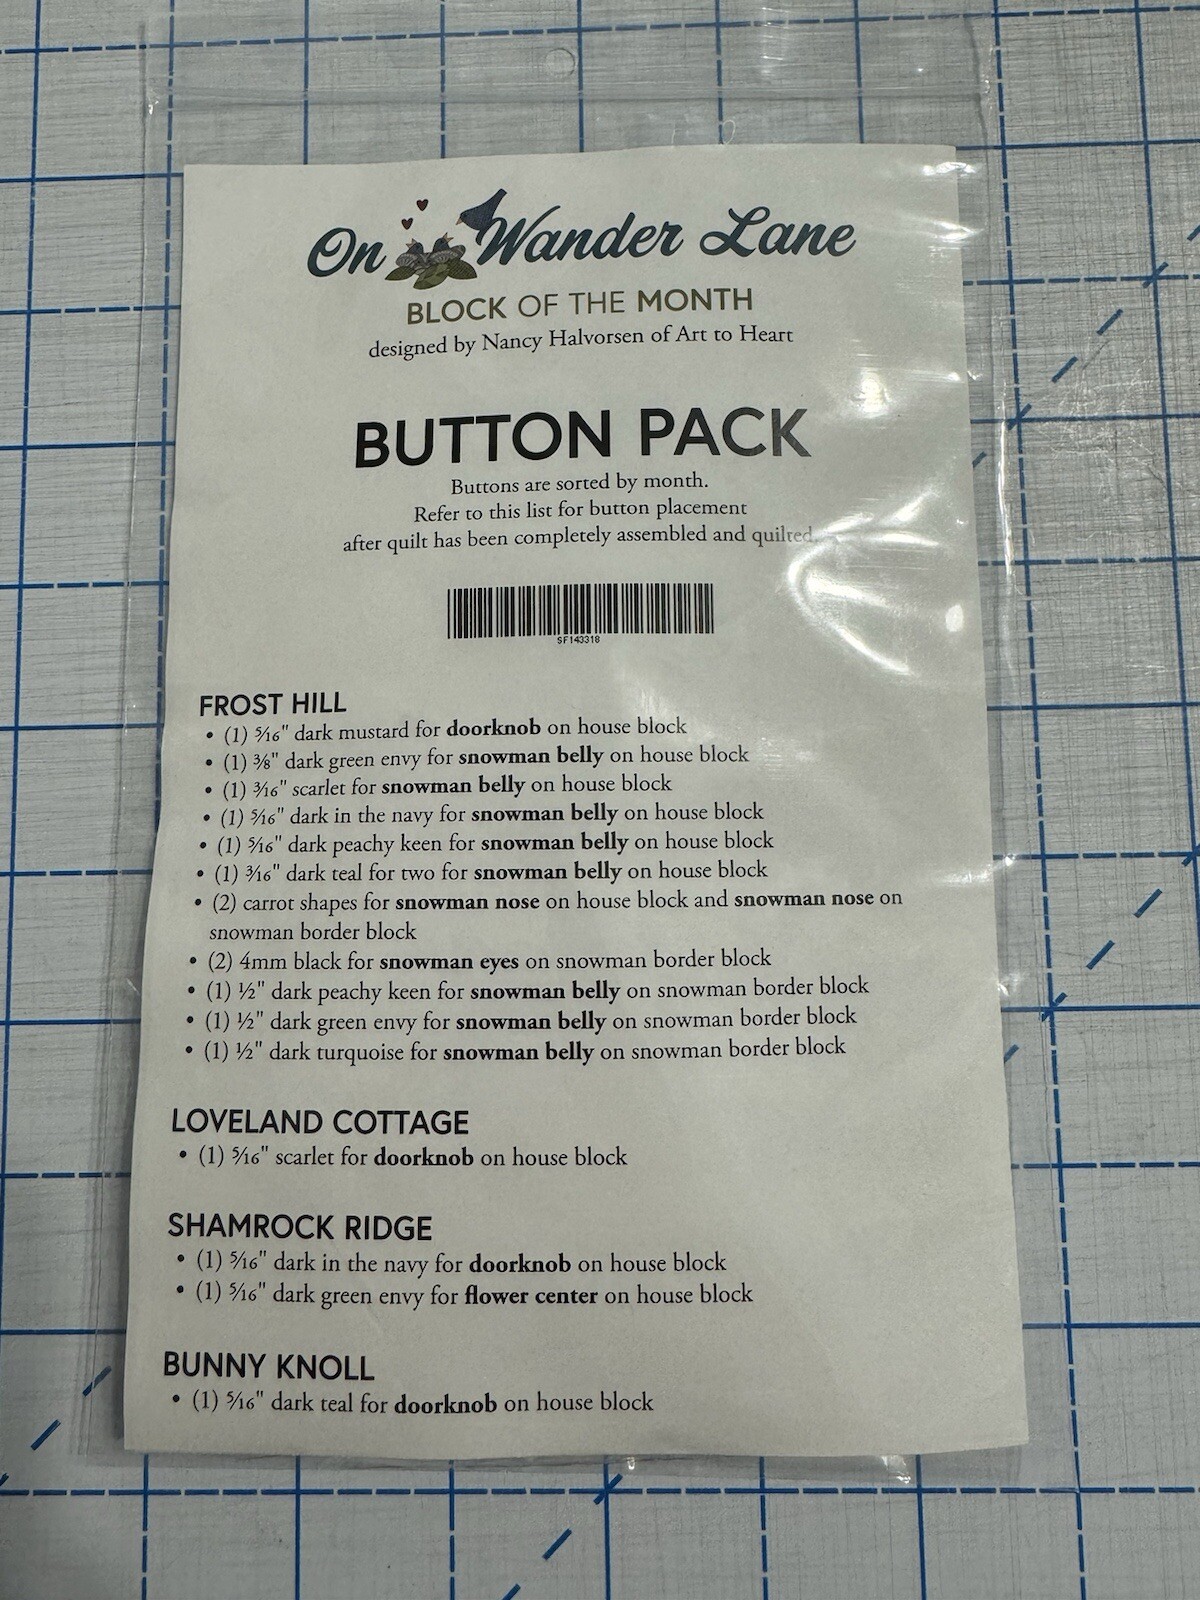 On Wander Lane
BLOCK OF THE MONTH
designed by Nancy Halvorsen of Art to Heart
BUTTON PACK
Buttons are sorted by month.
Refer to this list for button placement
after quilt has been completely assembled and quilted.
SF143318
FROST HILL
• (1) 5/16" dark mustard for doorknob on house block
• (1) 3/8" dark green envy for snowman belly on house block
• (1) 3/16" scarlet for snowman belly on house block
• (1) 5/16" dark in the navy for snowman belly on house block
• (1) 5/16" dark peachy keen for snowman belly on house block
• (1) 3/16" dark teal for two for snowman belly on house block
• (2) carrot shapes for snowman nose on house block and snowman nose on
snowman border block
• (2) 4mm black for snowman eyes on snowman border block
• (1) ½" dark peachy keen for snowman belly on snowman border block
• (1) ½" dark green envy for snowman belly on snowman border block
• (1) ½" dark turquoise for snowman belly on snowman border block
LOVELAND COTTAGE
• (1) 5/16" scarlet for doorknob on house block
SHAMROCK RIDGE
• (1) 5/16" dark in the navy for doorknob on house block
• (1) 5/16" dark green envy for flower center on house block
BUNNY KNOLL
• (1) 5/16" dark teal for doorknob on house block